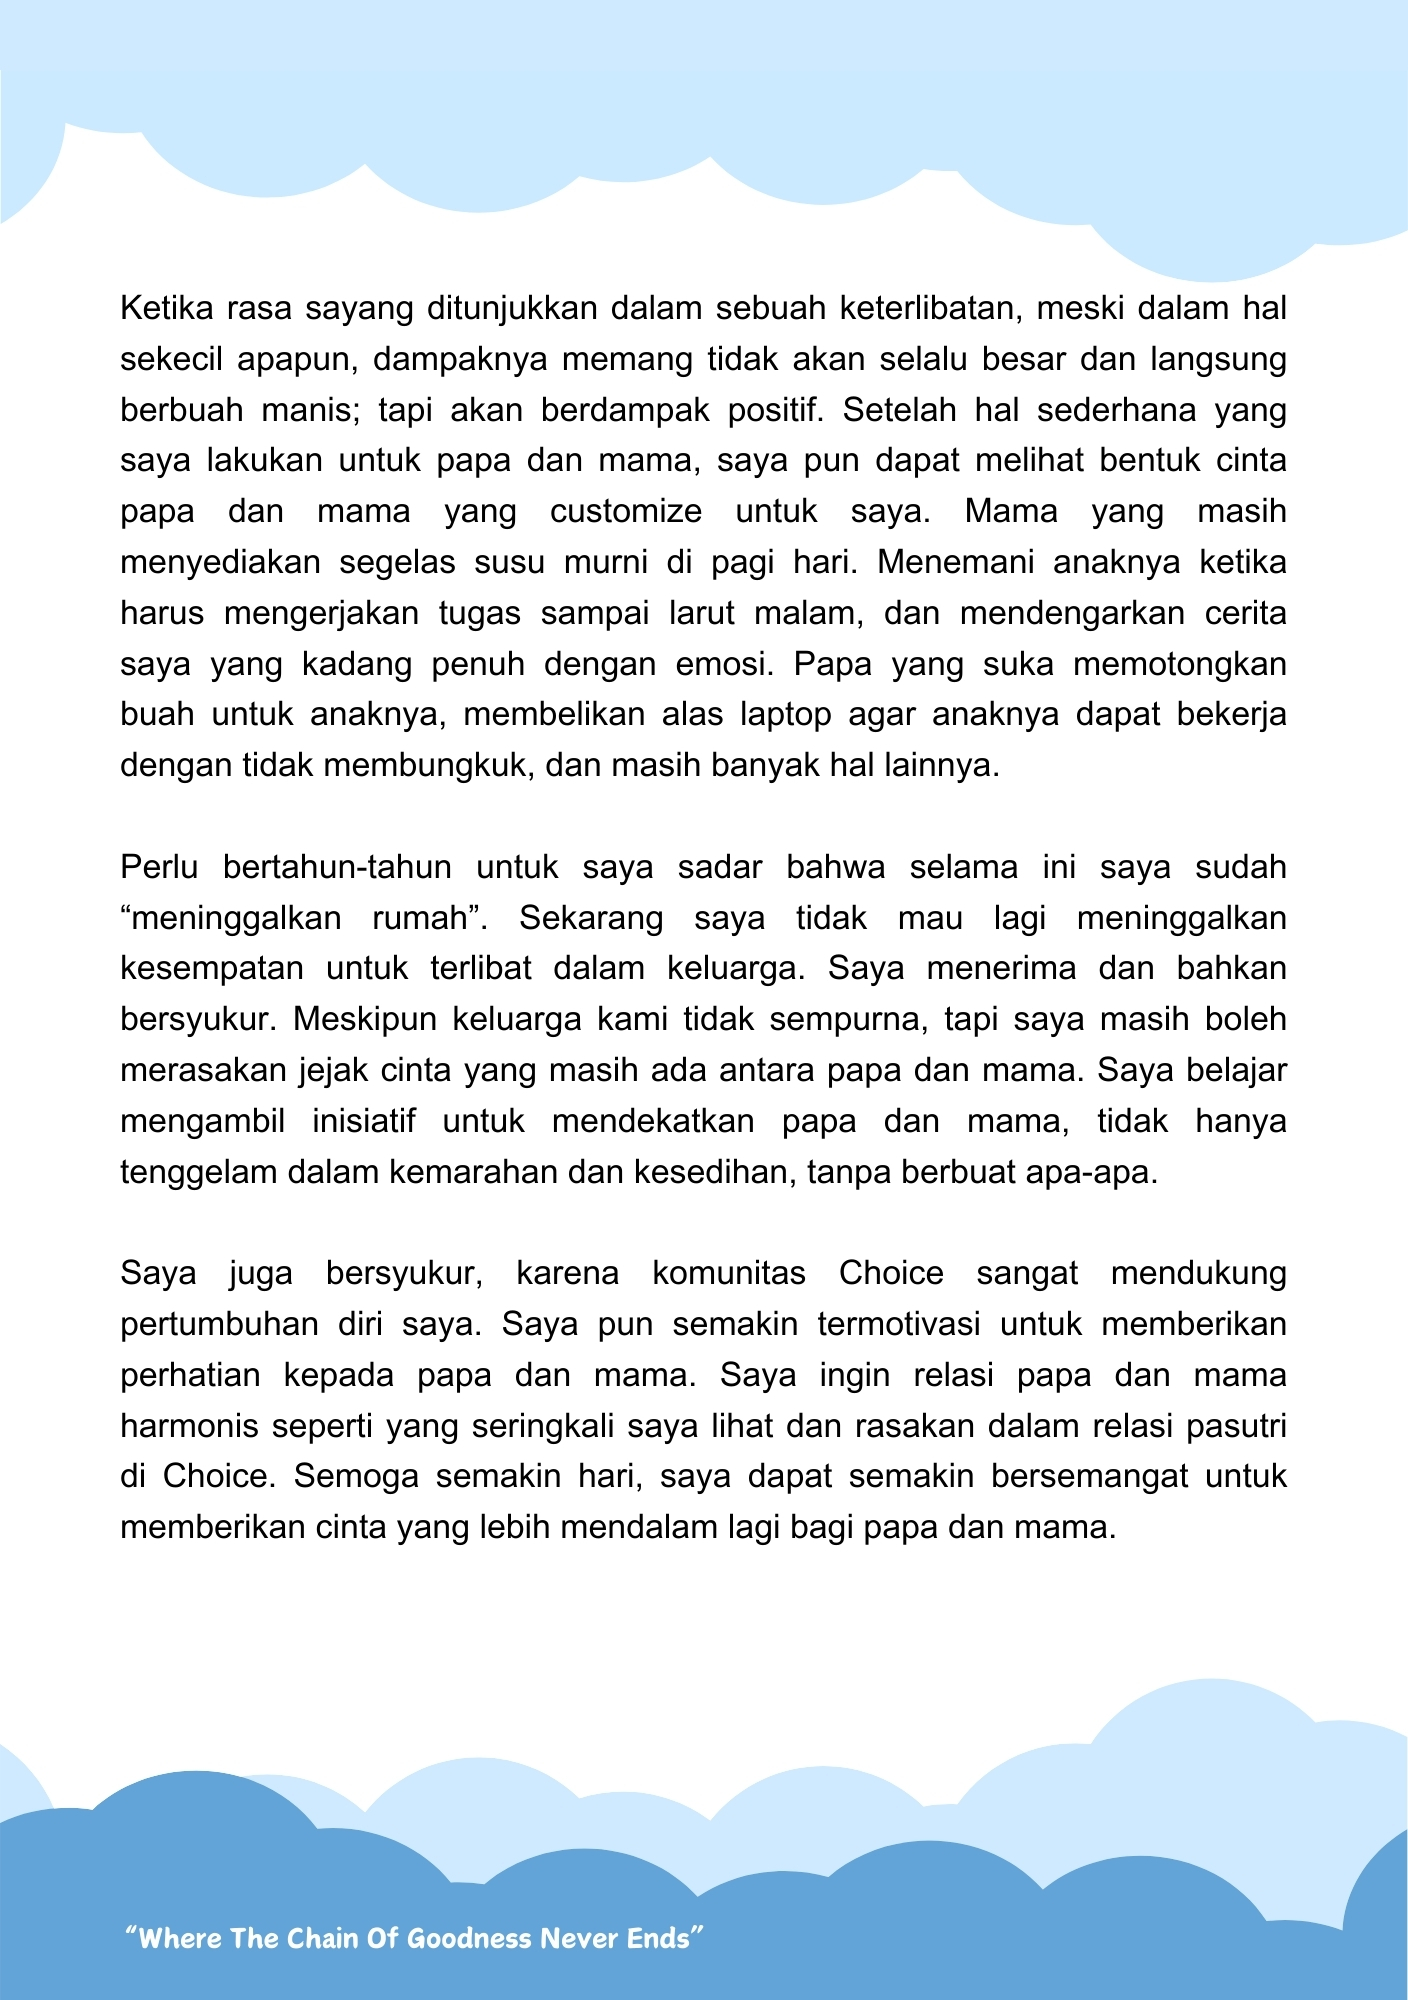 Ketika rasa sayang ditunjukkan dalam sebuah keterlibatan, meski dalam hal
sekecil apapun, dampaknya memang tidak akan selalu besar dan langsung
berbuah manis; tapi akan berdampak positif. Setelah hal sederhana yang
saya lakukan untuk papa dan mama, saya pun dapat melihat bentuk cinta
papa dan mama yang customize untuk saya. Mama yang masih
menyediakan segelas susu murni di pagi hari. Menemani anaknya ketika
harus mengerjakan tugas sampai larut malam, dan mendengarkan cerita
saya yang kadang penuh dengan emosi. Papa yang suka memotongkan
buah untuk anaknya, membelikan alas laptop agar anaknya dapat bekerja
dengan tidak membungkuk, dan masih banyak hal lainnya.
Perlu bertahun-tahun untuk saya sadar bahwa selama ini saya sudah
“meninggalkan rumah”. Sekarang saya tidak mau lagi meninggalkan
kesempatan untuk terlibat dalam keluarga. Saya menerima dan bahkan
bersyukur. Meskipun keluarga kami tidak sempurna, tapi saya masih boleh
merasakan jejak cinta yang masih ada antara papa dan mama. Saya belajar
mengambil inisiatif untuk mendekatkan papa dan mama, tidak hanya
tenggelam dalam kemarahan dan kesedihan, tanpa berbuat apa-apa.
Saya juga bersyukur, karena komunitas Choice sangat mendukung
pertumbuhan diri saya. Saya pun semakin termotivasi untuk memberikan
perhatian kepada papa dan mama. Saya ingin relasi papa dan mama
harmonis seperti yang seringkali saya lihat dan rasakan dalam relasi pasutri
di Choice. Semoga semakin hari, saya dapat semakin bersemangat untuk
memberikan cinta yang lebih mendalam lagi bagi papa dan mama.
“Where The Chain Of Goodness Never Ends”